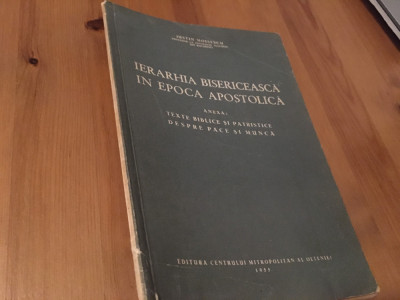 IERARHIA BISERICEASCĂ
IN EPOCA APOSTOLICĂ
ANEXA:
TEXTE BIBLICE ȘI PATRISTICE
DESPRE PACE ȘI MUNCĂ
EDITURA CENTRULUI MITROPOLITAN AL OLTENIEI
1955